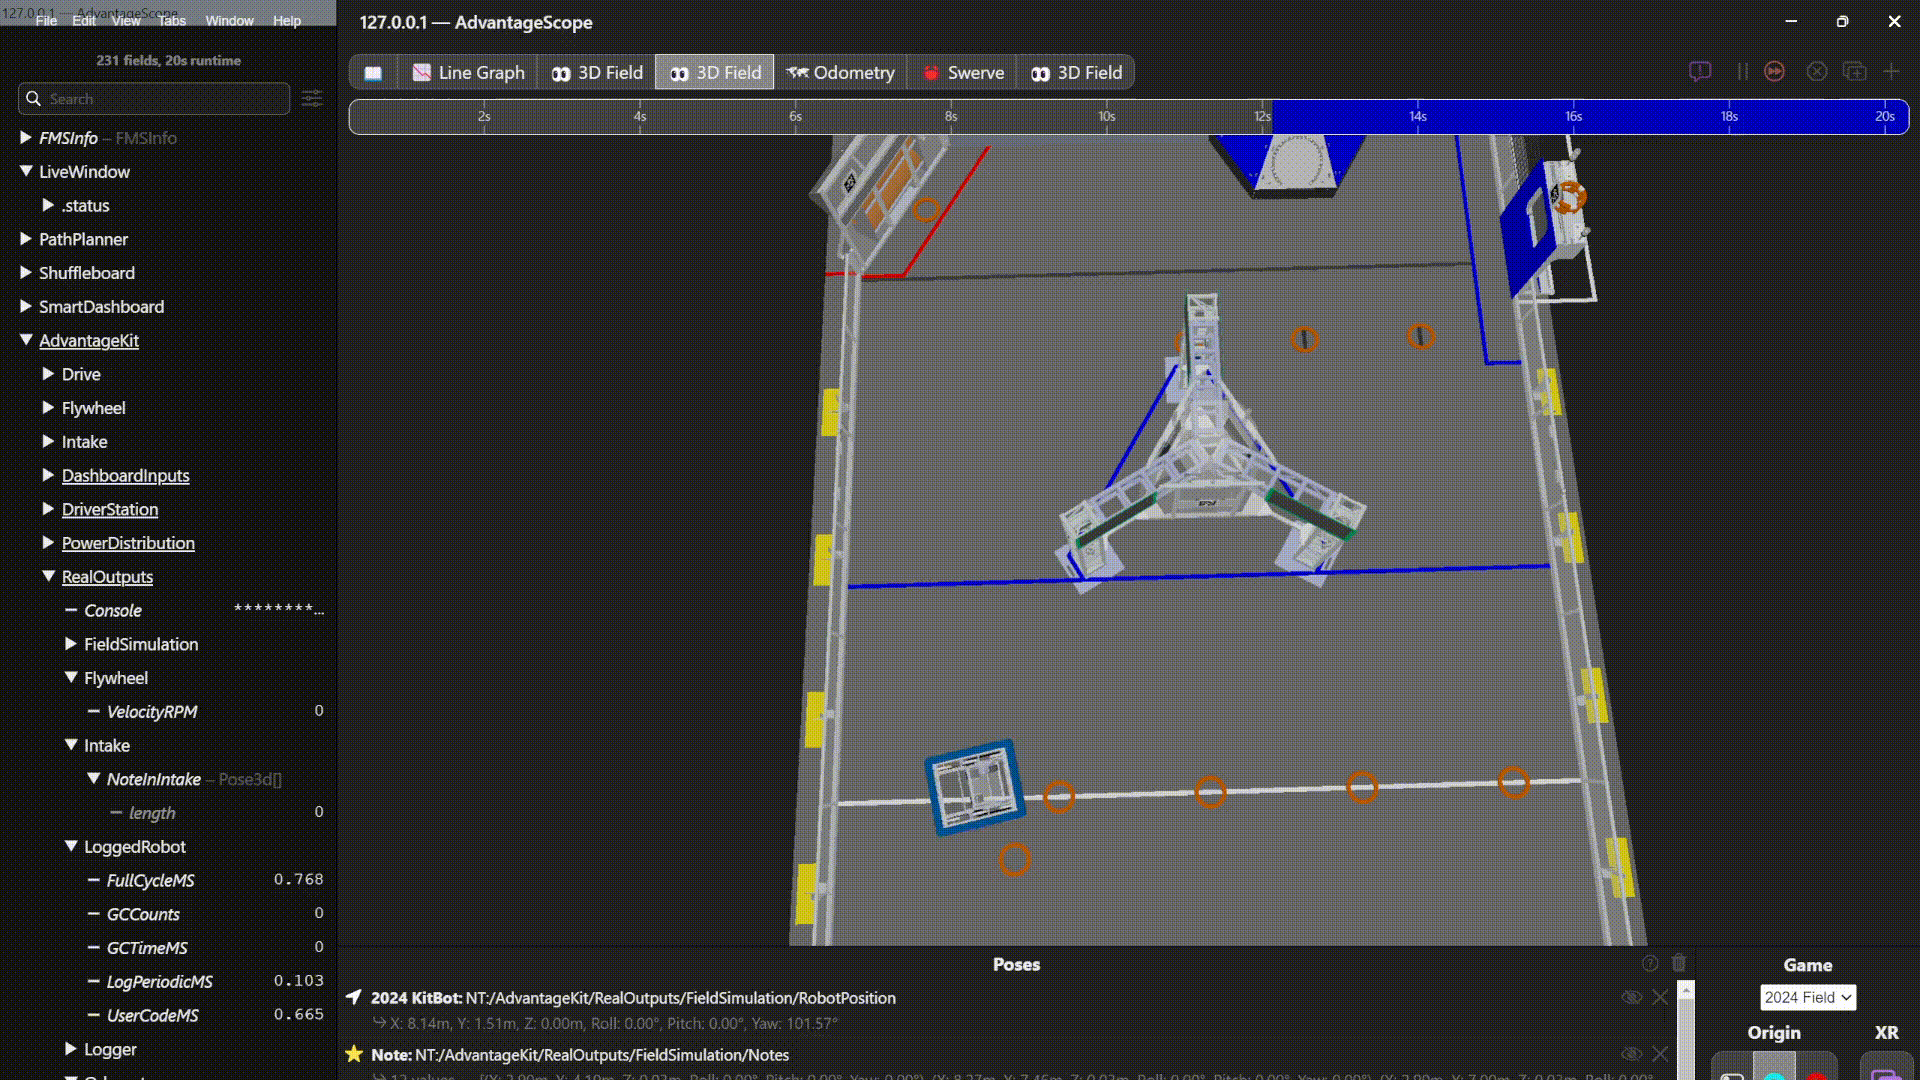 127.0.0.1 — AdvantageScope
File Edit View Tabs Window Help
127.0.0.1 — AdvantageScope
231 fields, 20s runtime
Search
Line Graph
3D Field
3D Field
Odometry
Swerve
3D Field
2s 4s 6s 8s 10s 12s 14s 16s 18s 20s
FMSInfo – FMSInfo
LiveWindow
.status
PathPlanner
Shuffleboard
SmartDashboard
AdvantageKit
Drive
Flywheel
Intake
DashboardInputs
DriverStation
PowerDistribution
RealOutputs
Console ********...
FieldSimulation
Flywheel
VelocityRPM 0
Intake
NoteInIntake – Pose3d[]
length 0
LoggedRobot
FullCycleMS 0.768
GCCounts 0
GCTimeMS 0
LogPeriodicMS 0.103
UserCodeMS 0.665
Logger
Poses
2024 KitBot: NT:/AdvantageKit/RealOutputs/FieldSimulation/RobotPosition
X: 8.14m, Y: 1.51m, Z: 0.00m, Roll: 0.00°, Pitch: 0.00°, Yaw: 101.57°
Note: NT:/AdvantageKit/RealOutputs/FieldSimulation/Notes
Game
2024 Field
Origin
XR